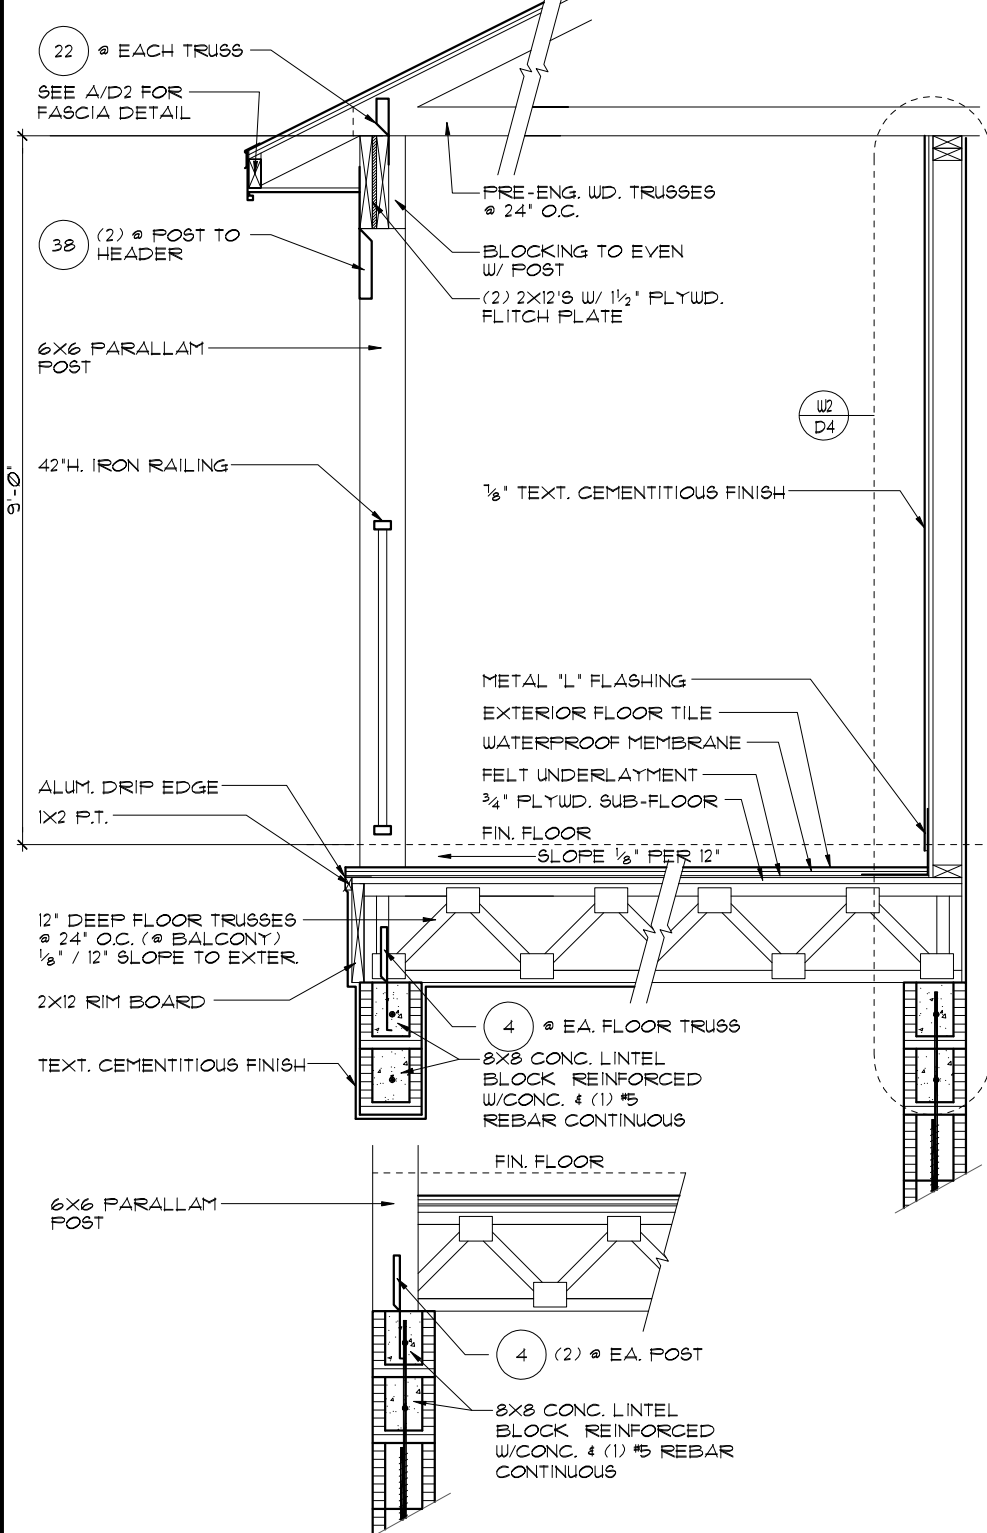 22 @ EACH TRUSS
SEE A/D2 FOR
FASCIA DETAIL
PRE-ENG. WD. TRUSSES
@ 24" O.C.
38 (2) @ POST TO
HEADER
BLOCKING TO EVEN
W/ POST
(2) 2X12'S W/ 1½" PLYWD.
FLITCH PLATE
6X6 PARALLAM
POST
W2
D4
42"H. IRON RAILING
9'-0"
⅞" TEXT. CEMENTITIOUS FINISH
METAL "L" FLASHING
EXTERIOR FLOOR TILE
WATERPROOF MEMBRANE
FELT UNDERLAYMENT
¾" PLYWD. SUB-FLOOR
ALUM. DRIP EDGE
1X2 P.T.
FIN. FLOOR
SLOPE ⅛" PER 12"
12" DEEP FLOOR TRUSSES
@ 24" O.C. (@ BALCONY)
⅛" / 12" SLOPE TO EXTER.
2X12 RIM BOARD
4 @ EA. FLOOR TRUSS
TEXT. CEMENTITIOUS FINISH
8X8 CONC. LINTEL
BLOCK REINFORCED
W/CONC. & (1) #5
REBAR CONTINUOUS
FIN. FLOOR
6X6 PARALLAM
POST
4 (2) @ EA. POST
8X8 CONC. LINTEL
BLOCK REINFORCED
W/CONC. & (1) #5 REBAR
CONTINUOUS